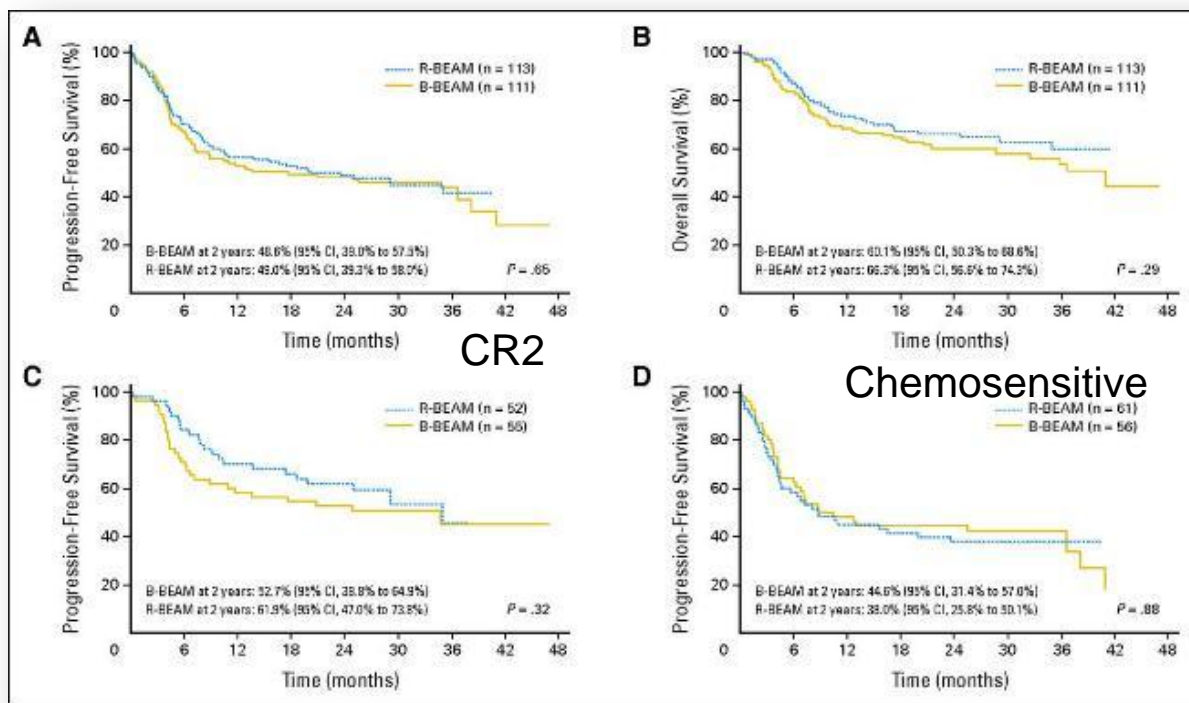 A
Progression-Free Survival (%)
100
80
60
40
20
0
6
12
18
24
30
36
42
48
Time (months)
R-BEAM (n = 113)
B-BEAM (n = 111)
B-BEAM at 2 years: 48.6% (95% CI, 39.0% to 57.5%)
R-BEAM at 2 years: 49.0% (95% CI, 39.3% to 58.0%)
P = .65
B
Overall Survival (%)
100
80
60
40
20
0
6
12
18
24
30
36
42
48
Time (months)
R-BEAM (n = 113)
B-BEAM (n = 111)
B-BEAM at 2 years: 60.1% (95% CI, 50.3% to 68.6%)
R-BEAM at 2 years: 66.3% (95% CI, 56.6% to 74.3%)
P = .29
CR2
C
Progression-Free Survival (%)
100
80
60
40
20
0
6
12
18
24
30
36
42
48
Time (months)
R-BEAM (n = 52)
B-BEAM (n = 55)
B-BEAM at 2 years: 52.7% (95% CI, 38.8% to 64.9%)
R-BEAM at 2 years: 61.9% (95% CI, 47.0% to 73.8%)
P = .32
Chemosensitive
D
Progression-Free Survival (%)
100
80
60
40
20
0
6
12
18
24
30
36
42
48
Time (months)
R-BEAM (n = 61)
B-BEAM (n = 56)
B-BEAM at 2 years: 44.6% (95% CI, 31.4% to 57.0%)
R-BEAM at 2 years: 38.0% (95% CI, 25.8% to 50.1%)
P = .88